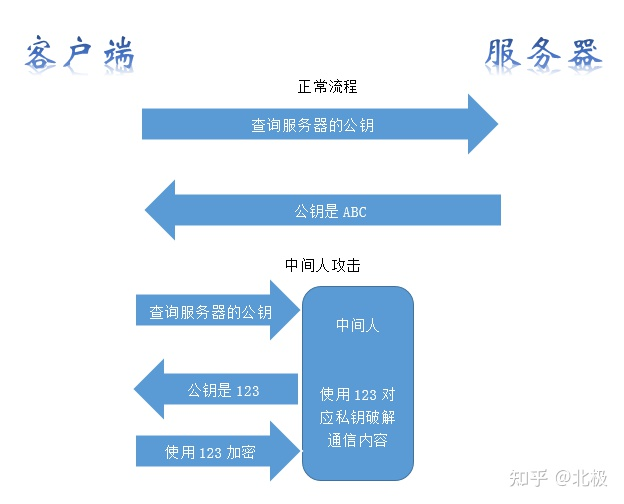 客户端
服务器
正常流程
查询服务器的公钥
公钥是 ABC
中间人攻击
查询服务器的公钥
中间人
公钥是 123
使用 123 对
应私钥破解
通信内容
使用 123 加密
知乎 @北极